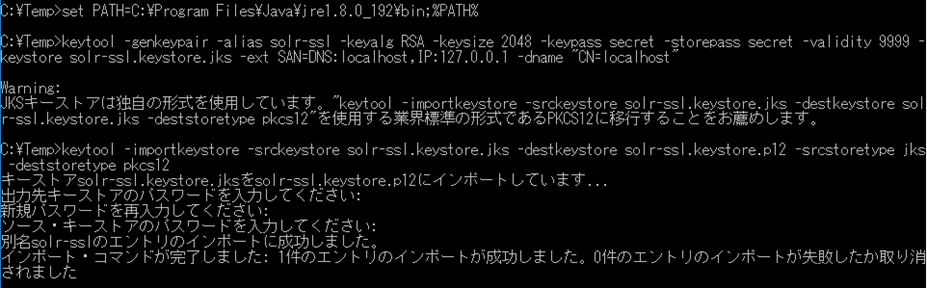 C:¥Temp>set PATH=C:¥Program Files¥Java¥jre1.8.0_192¥bin;%PATH%
C:¥Temp>keytool -genkeypair -alias solr-ssl -keyalg RSA -keysize 2048 -keypass secret -storepass secret -validity 9999 -
keystore solr-ssl.keystore.jks -ext SAN=DNS:localhost,IP:127.0.0.1 -dname "CN=localhost"
Warning:
JKSキーストアは独自の形式を使用しています。"keytool -importkeystore -srckeystore solr-ssl.keystore.jks -destkeystore sol
r-ssl.keystore.jks -deststoretype pkcs12"を使用する業界標準の形式であるPKCS12に移行することをお薦めします。
C:¥Temp>keytool -importkeystore -srckeystore solr-ssl.keystore.jks -destkeystore solr-ssl.keystore.p12 -srcstoretype jks
-deststoretype pkcs12
キーストアsolr-ssl.keystore.jksをsolr-ssl.keystore.p12にインポートしています...
出力先キーストアのパスワードを入力してください:
新規パスワードを再入力してください:
ソース・キーストアのパスワードを入力してください:
別名solr-sslのエントリのインポートに成功しました。
インポート・コマンドが完了しました: 1件のエントリのインポートが成功しました。0件のエントリのインポートが失敗したか取り消
されました